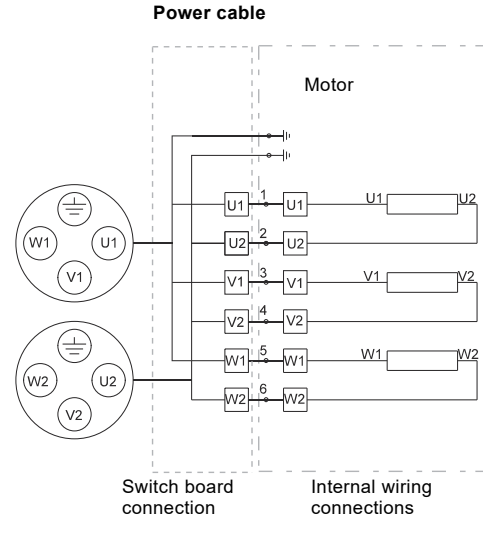 Power cable
Motor
1
U1 U1 U1 U2
W1 U1
2
U2 U2
V1
3
V1 V1 V1 V2
4
V2 V2
5
W1 W1 W1 W2
W2 U2
6
W2 W2
V2
Switch board
connection
Internal wiring
connections